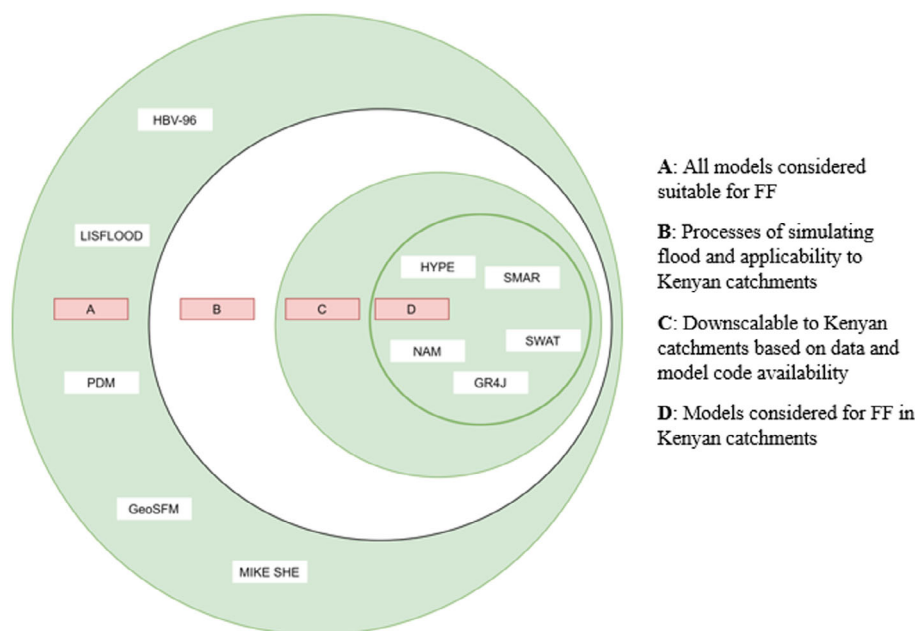 HBV-96
LISFLOOD
HYPE
SMAR
A
B
C
D
NAM
SWAT
PDM
GR4J
GeoSFM
MIKE SHE
A: All models considered
suitable for FF
B: Processes of simulating
flood and applicability to
Kenyan catchments
C: Downscalable to Kenyan
catchments based on data and
model code availability
D: Models considered for FF in
Kenyan catchments